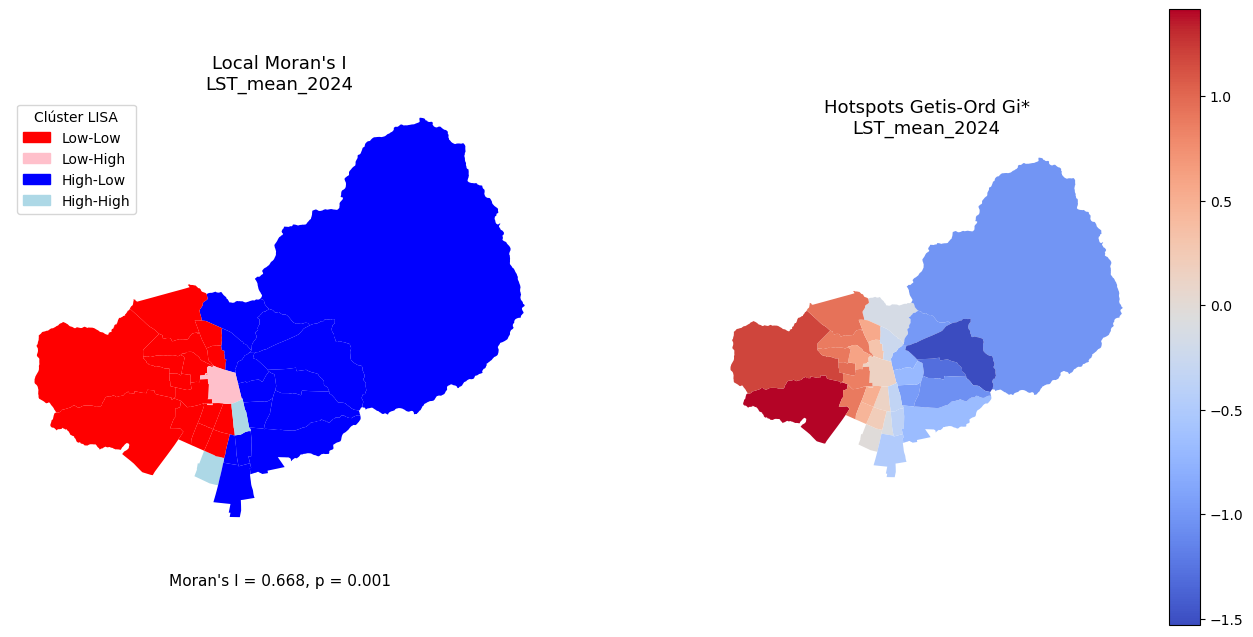 Local Moran's I
LST_mean_2024
Clúster LISA
Low-Low
Low-High
High-Low
High-High
Moran's I = 0.668, p = 0.001
Hotspots Getis-Ord Gi*
LST_mean_2024
1.0
0.5
0.0
−0.5
−1.0
−1.5